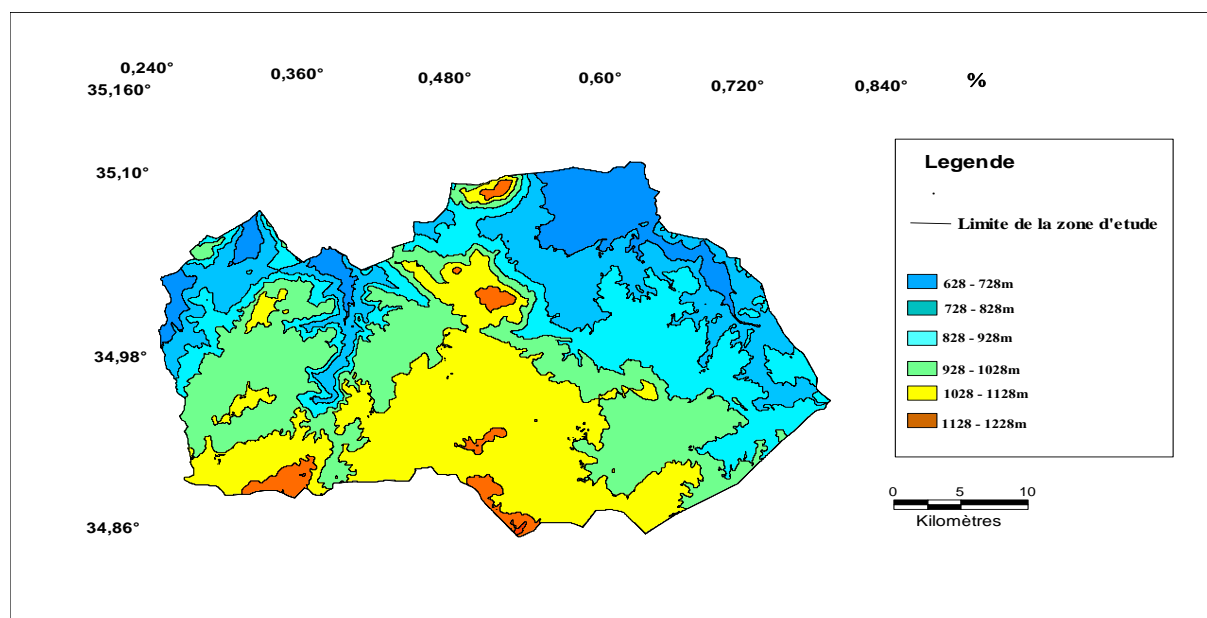 0,240° 0,360° 0,480° 0,60° 0,720° 0,840° %
35,160°
35,10°
34,98°
34,86°
Legende
Limite de la zone d'etude
628 - 728m
728 - 828m
828 - 928m
928 - 1028m
1028 - 1128m
1128 - 1228m
0 5 10
Kilomètres